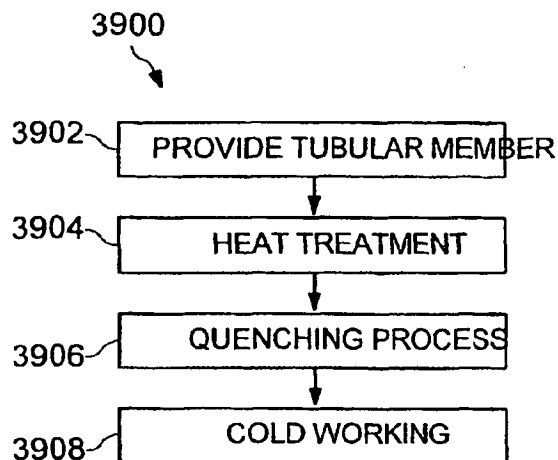 3900
3902 PROVIDE TUBULAR MEMBER
3904 HEAT TREATMENT
3906 QUENCHING PROCESS
3908 COLD WORKING